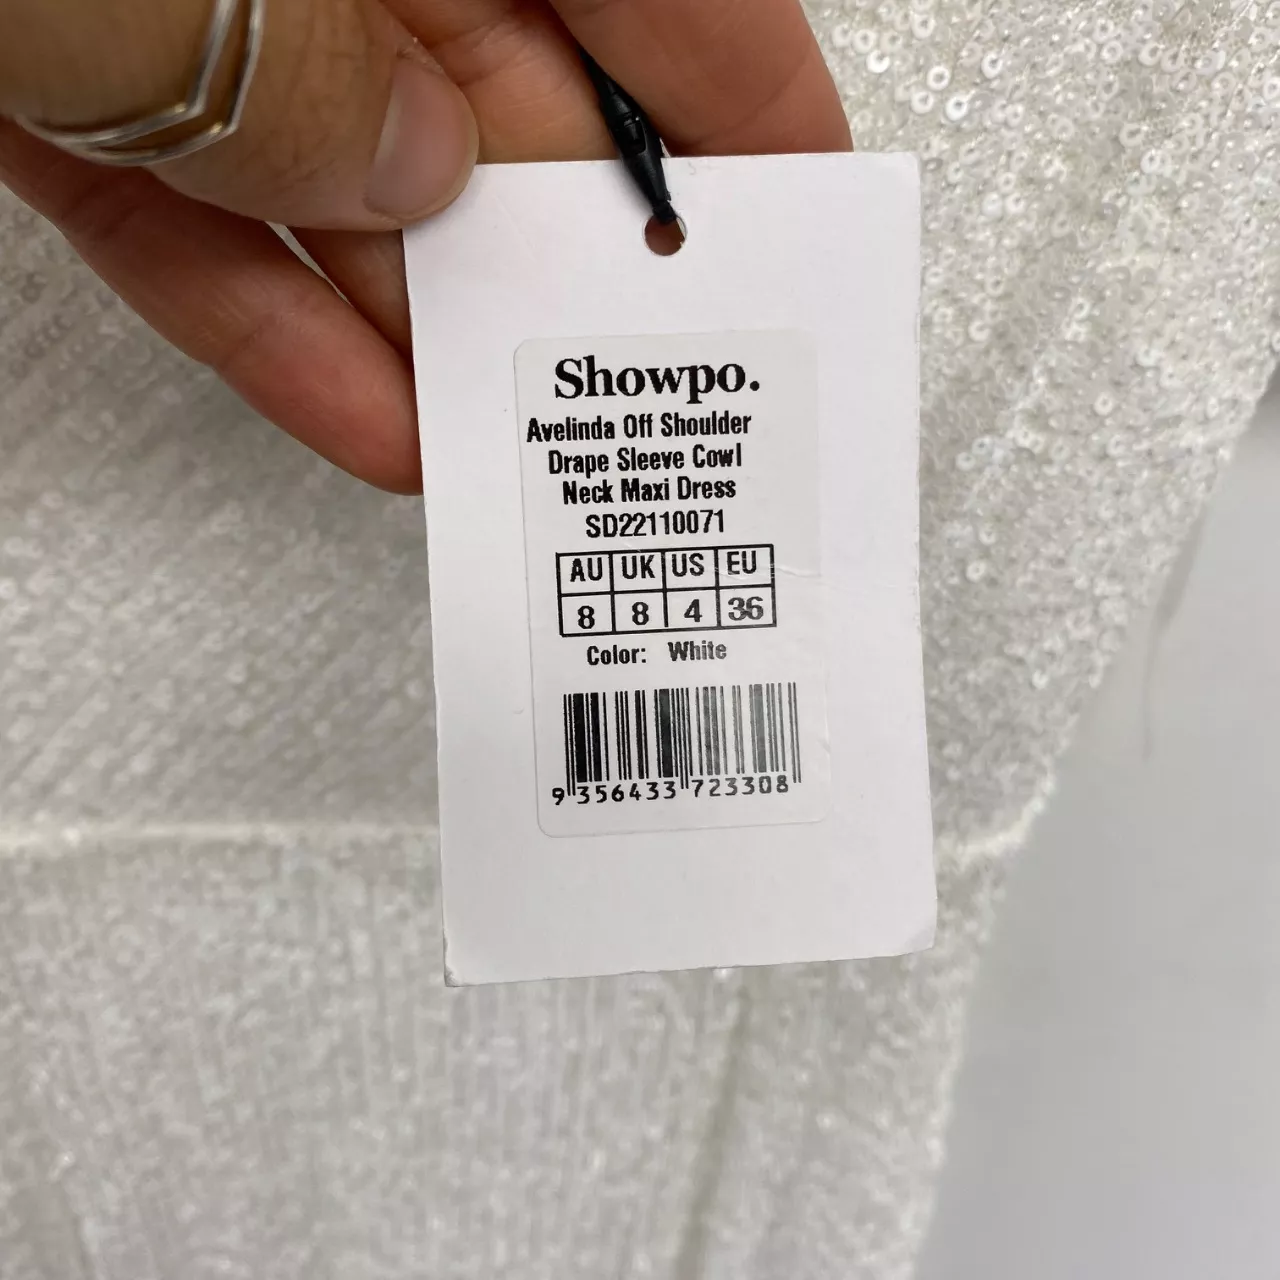 Showpo.
Avelinda Off Shoulder
Drape Sleeve Cowl
Neck Maxi Dress
SD22110071
AU UK US EU
8 8 4 36
Color: White
9 356433 723308